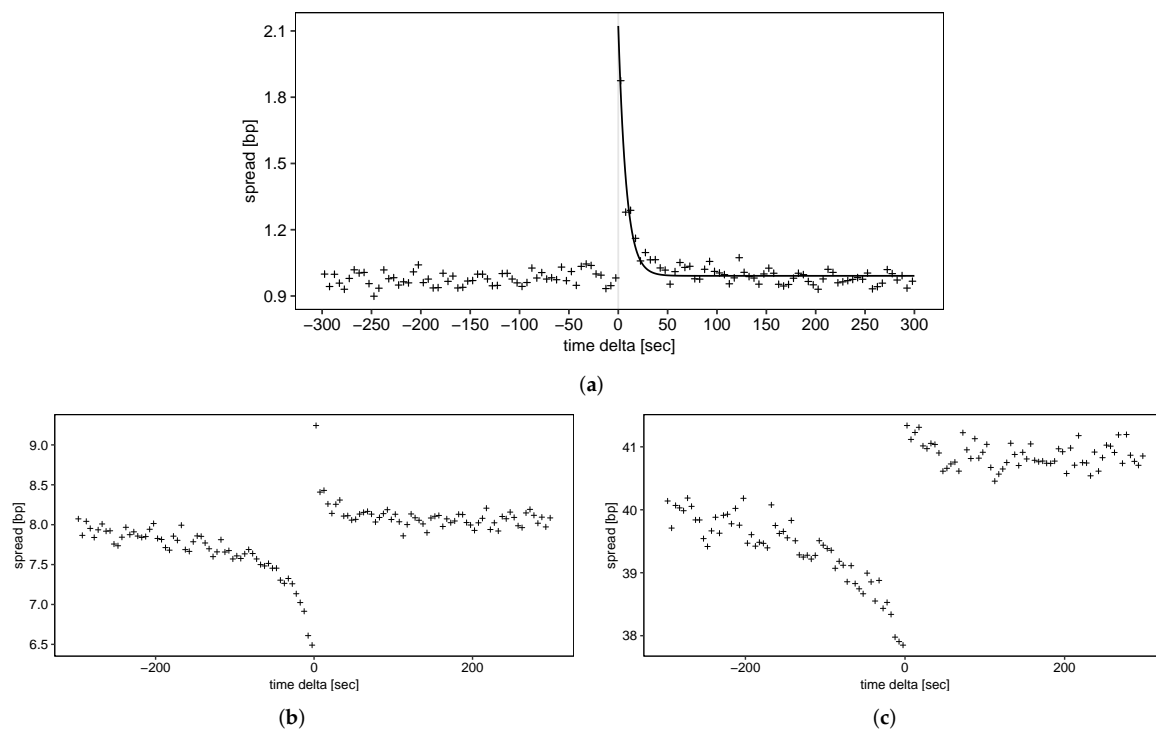 2.1
1.8
1.5
1.2
0.9
spread [bp]
−300 −250 −200 −150 −100 −50 0 50 100 150 200 250 300
time delta [sec]
(a)
9.0
8.5
8.0
7.5
7.0
6.5
spread [bp]
−200 0 200
time delta [sec]
(b)
41
40
39
38
spread [bp]
−200 0 200
time delta [sec]
(c)